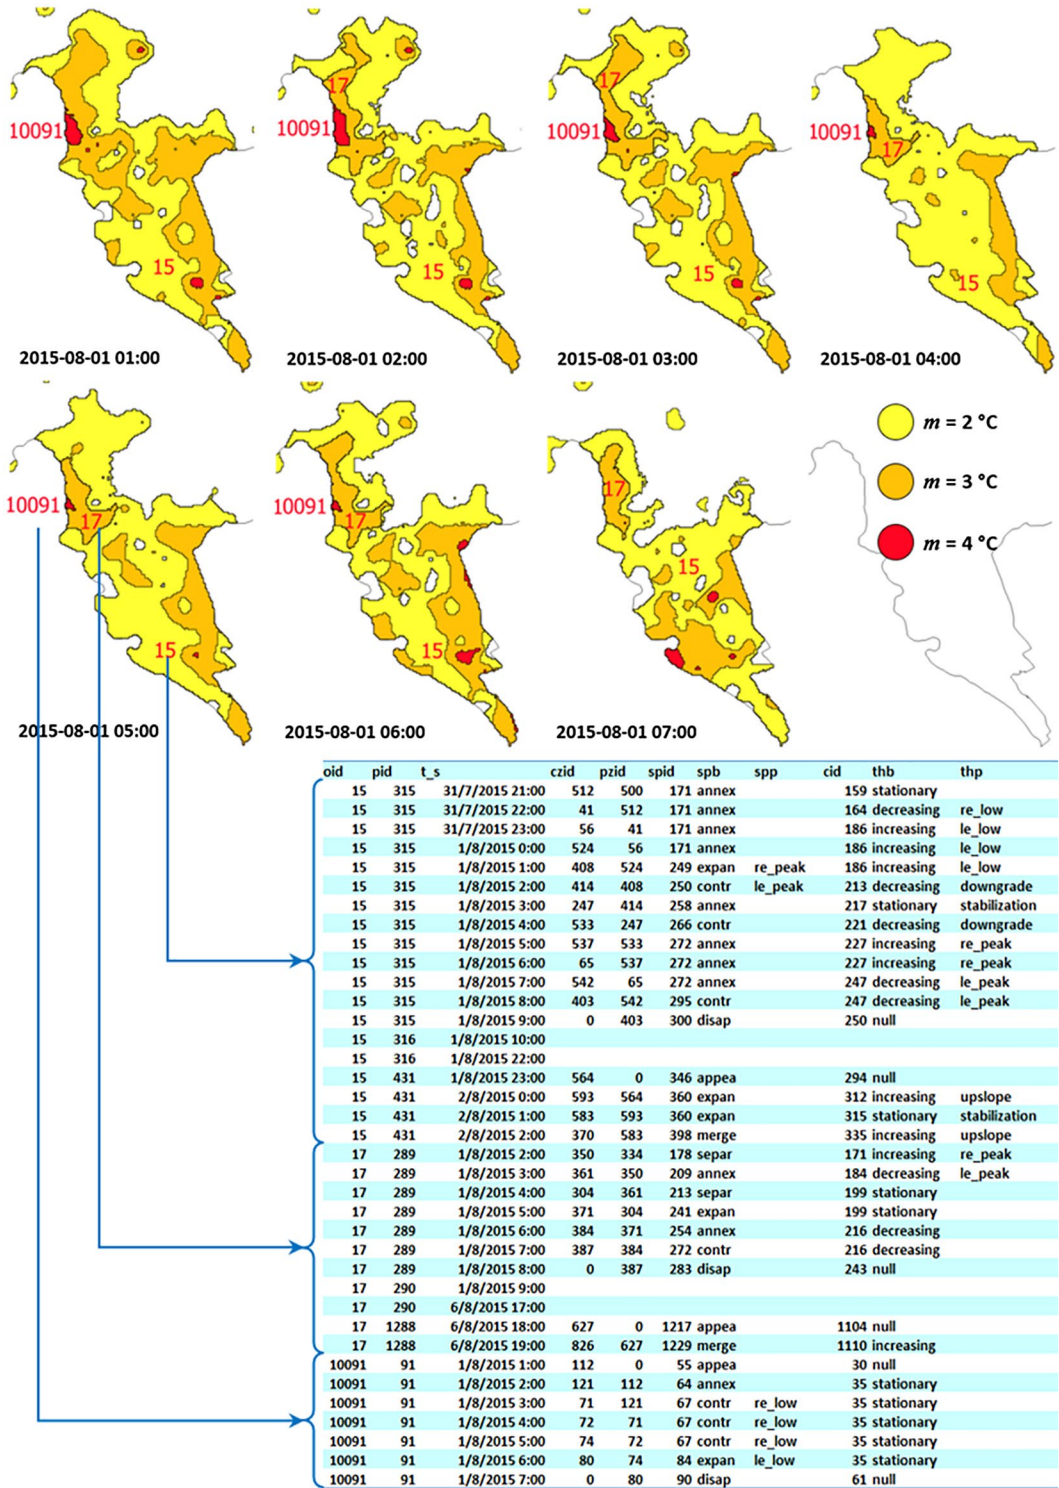 10091
15
2015-08-01 01:00
17
10091
15
2015-08-01 02:00
17
10091
15
2015-08-01 03:00
10091
17
15
2015-08-01 04:00
10091
17
15
2015-08-01 05:00
10091
17
15
2015-08-01 06:00
17
15
2015-08-01 07:00
m = 2 °C
m = 3 °C
m = 4 °C
oid pid t_s czid pzid spid spb spp cid thb thp
15 315 31/7/2015 21:00 512 500 171 annex 159 stationary
15 315 31/7/2015 22:00 41 512 171 annex 164 decreasing re_low
15 315 31/7/2015 23:00 56 41 171 annex 186 increasing le_low
15 315 1/8/2015 0:00 524 56 171 annex 186 increasing le_low
15 315 1/8/2015 1:00 408 524 249 expan re_peak 186 increasing le_low
15 315 1/8/2015 2:00 414 408 250 contr le_peak 213 decreasing downgrade
15 315 1/8/2015 3:00 247 414 258 annex 217 stationary stabilization
15 315 1/8/2015 4:00 533 247 266 contr 221 decreasing downgrade
15 315 1/8/2015 5:00 537 533 272 annex 227 increasing re_peak
15 315 1/8/2015 6:00 65 537 272 annex 227 increasing re_peak
15 315 1/8/2015 7:00 542 65 272 annex 247 decreasing le_peak
15 315 1/8/2015 8:00 403 542 295 contr 247 decreasing le_peak
15 315 1/8/2015 9:00 0 403 300 disap 250 null
15 316 1/8/2015 10:00
15 316 1/8/2015 22:00
15 431 1/8/2015 23:00 564 0 346 appea 294 null
15 431 2/8/2015 0:00 593 564 360 expan 312 increasing upslope
15 431 2/8/2015 1:00 583 593 360 expan 315 stationary stabilization
15 431 2/8/2015 2:00 370 583 398 merge 335 increasing upslope
17 289 1/8/2015 2:00 350 334 178 separ 171 increasing re_peak
17 289 1/8/2015 3:00 361 350 209 annex 184 decreasing le_peak
17 289 1/8/2015 4:00 304 361 213 separ 199 stationary
17 289 1/8/2015 5:00 371 304 241 expan 199 stationary
17 289 1/8/2015 6:00 384 371 254 annex 216 decreasing
17 289 1/8/2015 7:00 387 384 272 contr 216 decreasing
17 289 1/8/2015 8:00 0 387 283 disap 243 null
17 290 1/8/2015 9:00
17 290 6/8/2015 17:00
17 1288 6/8/2015 18:00 627 0 1217 appea 1104 null
17 1288 6/8/2015 19:00 826 627 1229 merge 1110 increasing
10091 91 1/8/2015 1:00 112 0 55 appea 30 null
10091 91 1/8/2015 2:00 121 112 64 annex 35 stationary
10091 91 1/8/2015 3:00 71 121 67 contr re_low 35 stationary
10091 91 1/8/2015 4:00 72 71 67 contr re_low 35 stationary
10091 91 1/8/2015 5:00 74 72 67 contr re_low 35 stationary
10091 91 1/8/2015 6:00 80 74 84 expan le_low 35 stationary
10091 91 1/8/2015 7:00 0 80 90 disap 61 null